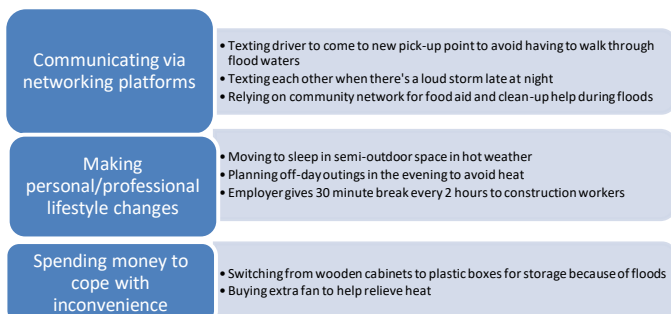 Communicating via
networking platforms
• Texting driver to come to new pick-up point to avoid having to walk through
flood waters
• Texting each other when there's a loud storm late at night
• Relying on community network for food aid and clean-up help during floods
Making
personal/professional
lifestyle changes
• Moving to sleep in semi-outdoor space in hot weather
• Planning off-day outings in the evening to avoid heat
• Employer gives 30 minute break every 2 hours to construction workers
Spending money to
cope with
inconvenience
• Switching from wooden cabinets to plastic boxes for storage because of floods
• Buying extra fan to help relieve heat